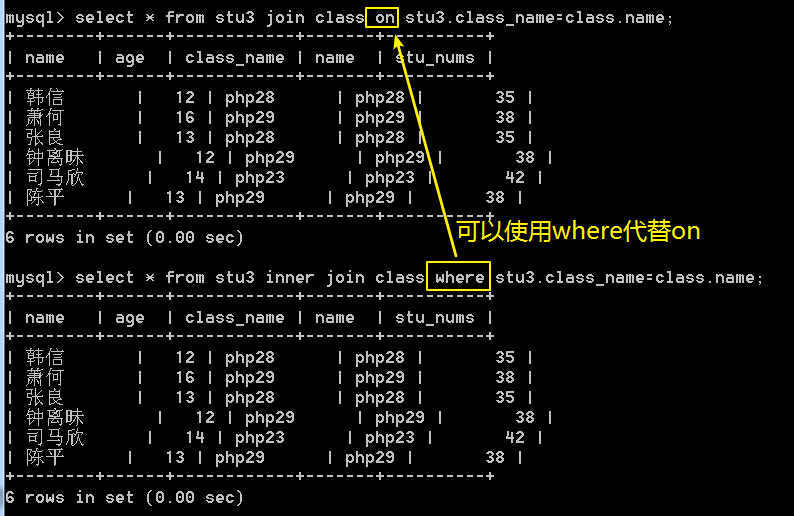 mysql> select * from stu3 join class on stu3.class_name=class.name;
+--------+-----+------------+-------+----------+
| name   | age | class_name | name  | stu_nums |
+--------+-----+------------+-------+----------+
| 韩信       |   12 | php28      | php28 |       35 |
| 萧何       |   16 | php29      | php29 |       38 |
| 张良       |   13 | php28      | php28 |       35 |
| 钟离昧       |   12 | php29      | php29 |       38 |
| 司马欣      |   14 | php23      | php23 |       42 |
| 陈平    |   13 | php29      | php29 |       38 |
+--------+-----+------------+-------+----------+
6 rows in set (0.00 sec)
可以使用where代替on
mysql> select * from stu3 inner join class where stu3.class_name=class.name;
+--------+-----+------------+-------+----------+
| name   | age | class_name | name  | stu_nums |
+--------+-----+------------+-------+----------+
| 韩信       |   12 | php28      | php28 |       35 |
| 萧何       |   16 | php29      | php29 |       38 |
| 张良       |   13 | php28      | php28 |       35 |
| 钟离昧       |   12 | php29      | php29 |       38 |
| 司马欣      |   14 | php23      | php23 |       42 |
| 陈平    |   13 | php29      | php29 |       38 |
+--------+-----+------------+-------+----------+
6 rows in set (0.00 sec)